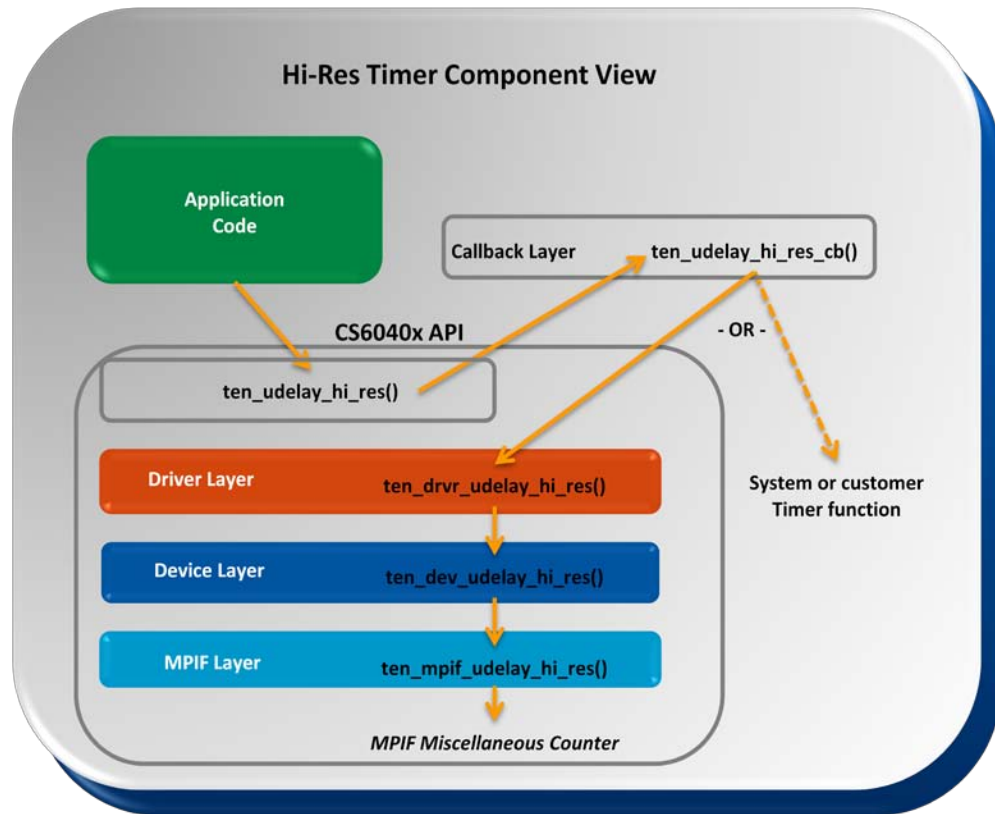 Hi-Res Timer Component View
Application
Code
Callback Layer ten_udelay_hi_res_cb()
- OR -
CS6040x API
ten_udelay_hi_res()
Driver Layer ten_drvr_udelay_hi_res()
System or customer
Timer function
Device Layer ten_dev_udelay_hi_res()
MPIF Layer ten_mpif_udelay_hi_res()
MPIF Miscellaneous Counter